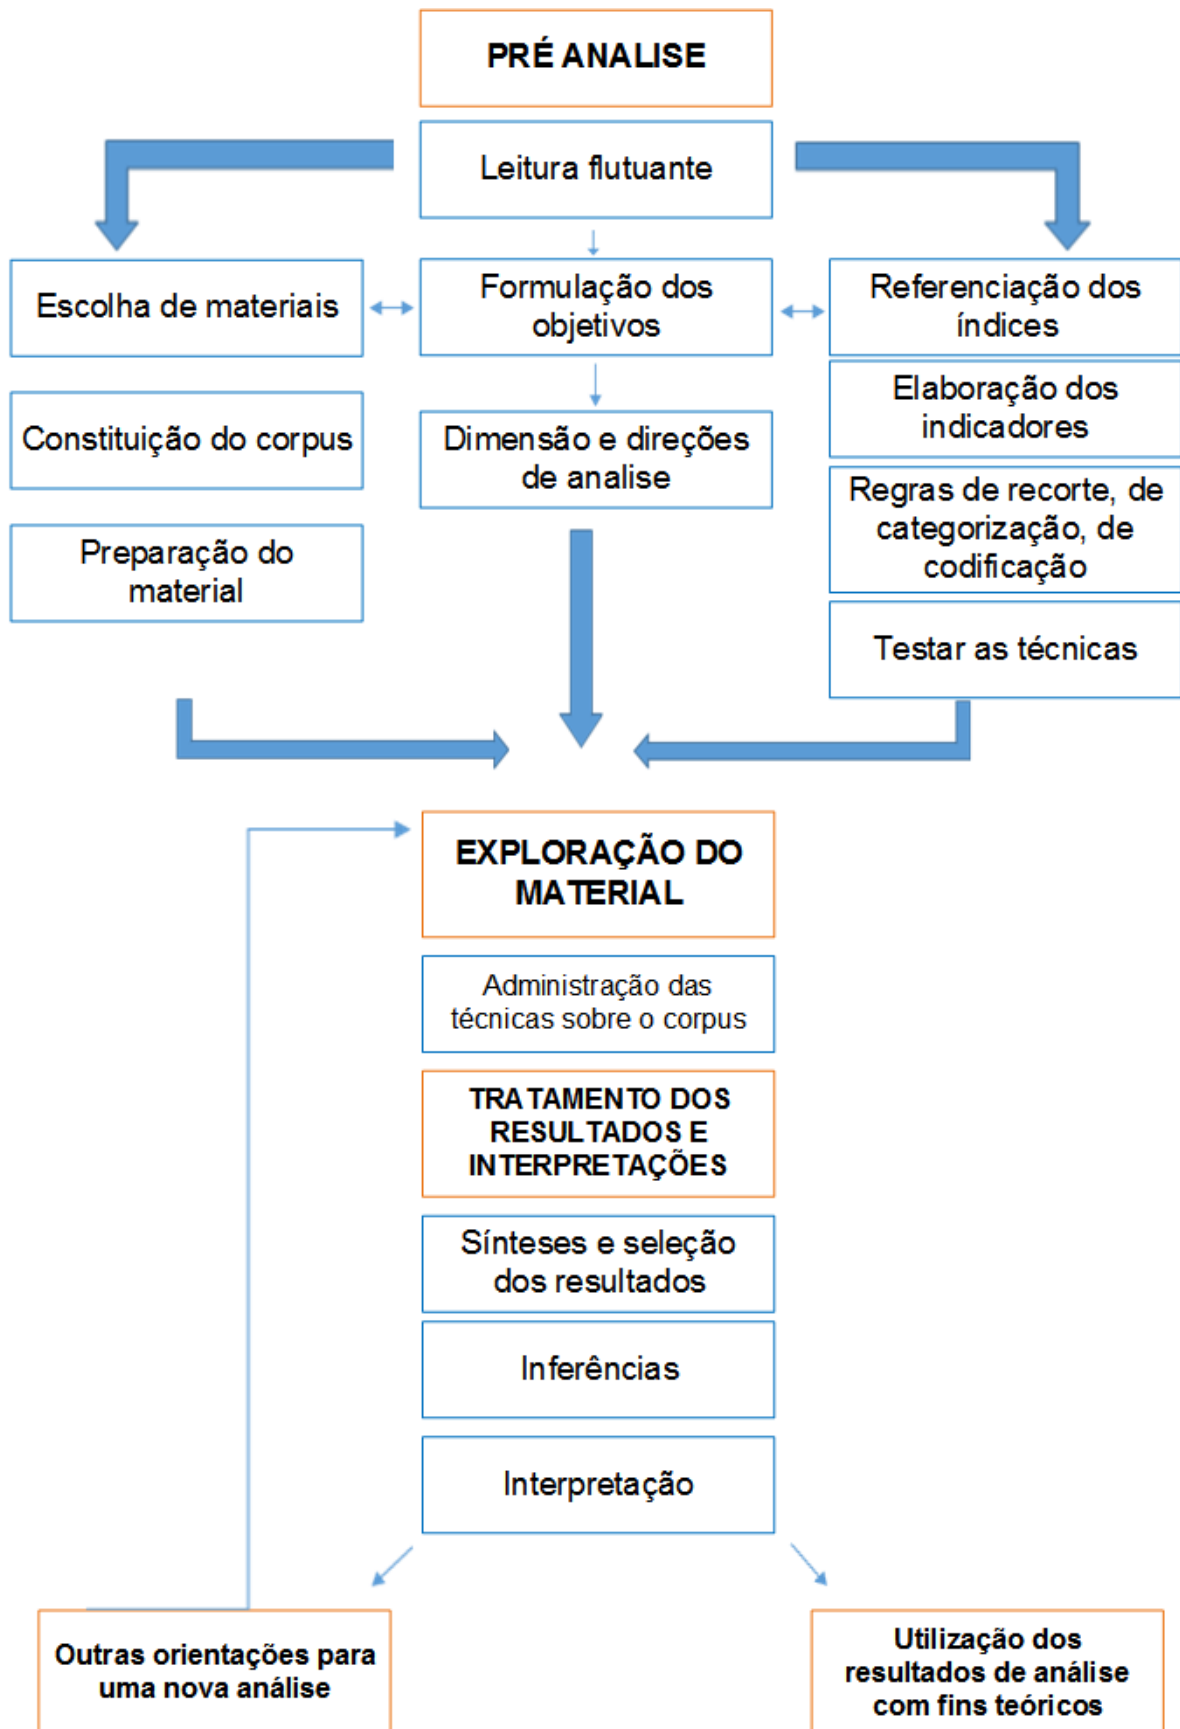 PRÉ ANALISE
Leitura flutuante
Escolha de materiais
Formulação dos
objetivos
Referenciação dos
índices
Constituição do corpus
Dimensão e direções
de analise
Elaboração dos
indicadores
Preparação do
material
Regras de recorte, de
categorização, de
codificação
Testar as técnicas
EXPLORAÇÃO DO
MATERIAL
Administração das
técnicas sobre o corpus
TRATAMENTO DOS
RESULTADOS E
INTERPRETAÇÕES
Sínteses e seleção
dos resultados
Inferências
Interpretação
Outras orientações para
uma nova análise
Utilização dos
resultados de análise
com fins teóricos